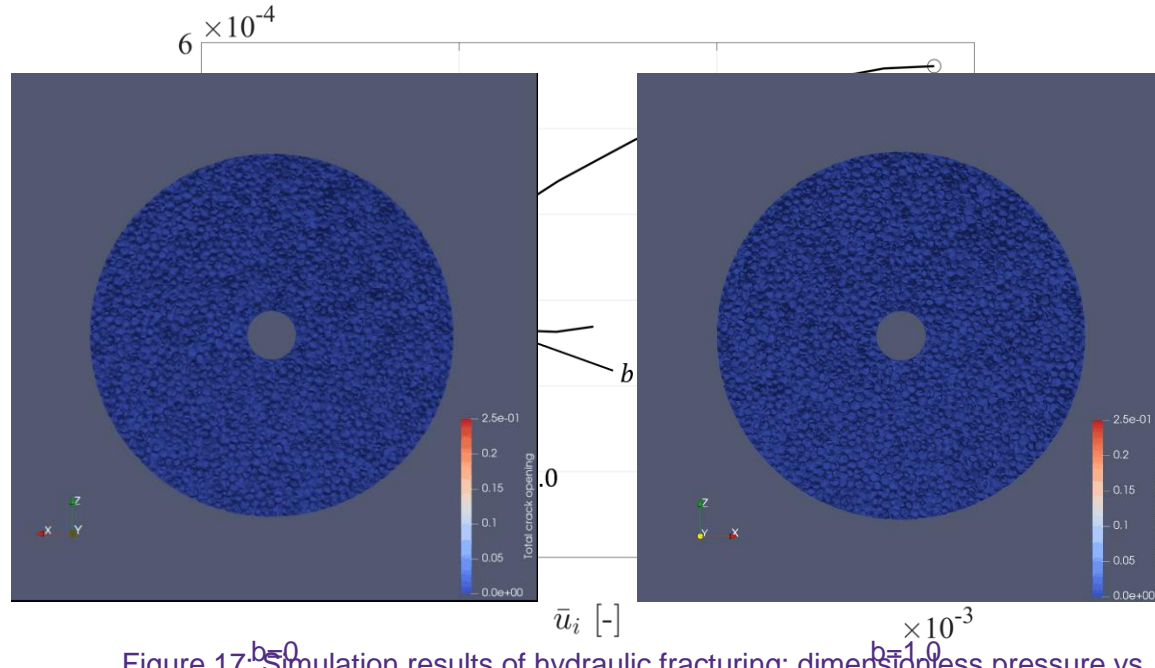 6 ×10⁻⁴
b
.0
2.5e-01
0.2
0.15
0.1
0.05
0.0e+00
Total crack opening
Z
X
Y
2.5e-01
0.2
0.15
0.1
0.05
0.0e+00
Z
Y
X
ūᵢ [-]
×10⁻³
b=0
b=1.0
Figure 17: Simulation results of hydraulic fracturing: dimensionless pressure vs